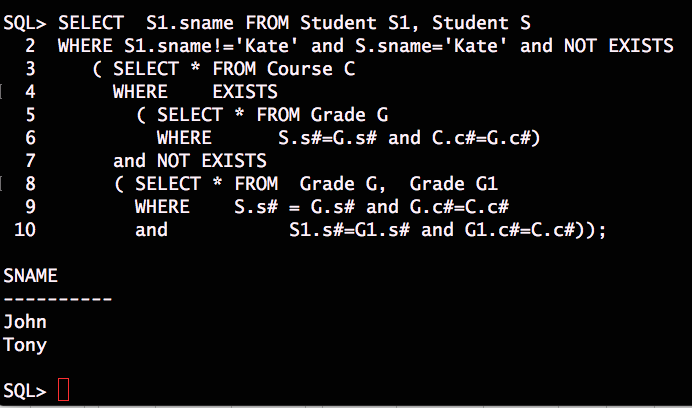 SQL> SELECT  S1.sname FROM Student S1, Student S
  2  WHERE S1.sname!='Kate' and S.sname='Kate' and NOT EXISTS
  3     ( SELECT * FROM Course C
  4       WHERE    EXISTS
  5         ( SELECT * FROM Grade G
  6           WHERE      S.s#=G.s# and C.c#=G.c#)
  7       and NOT EXISTS
  8       ( SELECT * FROM  Grade G,  Grade G1
  9         WHERE    S.s# = G.s# and G.c#=C.c#
 10         and           S1.s#=G1.s# and G1.c#=C.c#));
SNAME
----------
John
Tony
SQL>